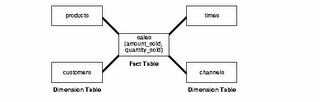 products
times
sales
(amount_sold,
quantity_sold)
Fact Table
customers
channels
Dimension Table
Dimension Table